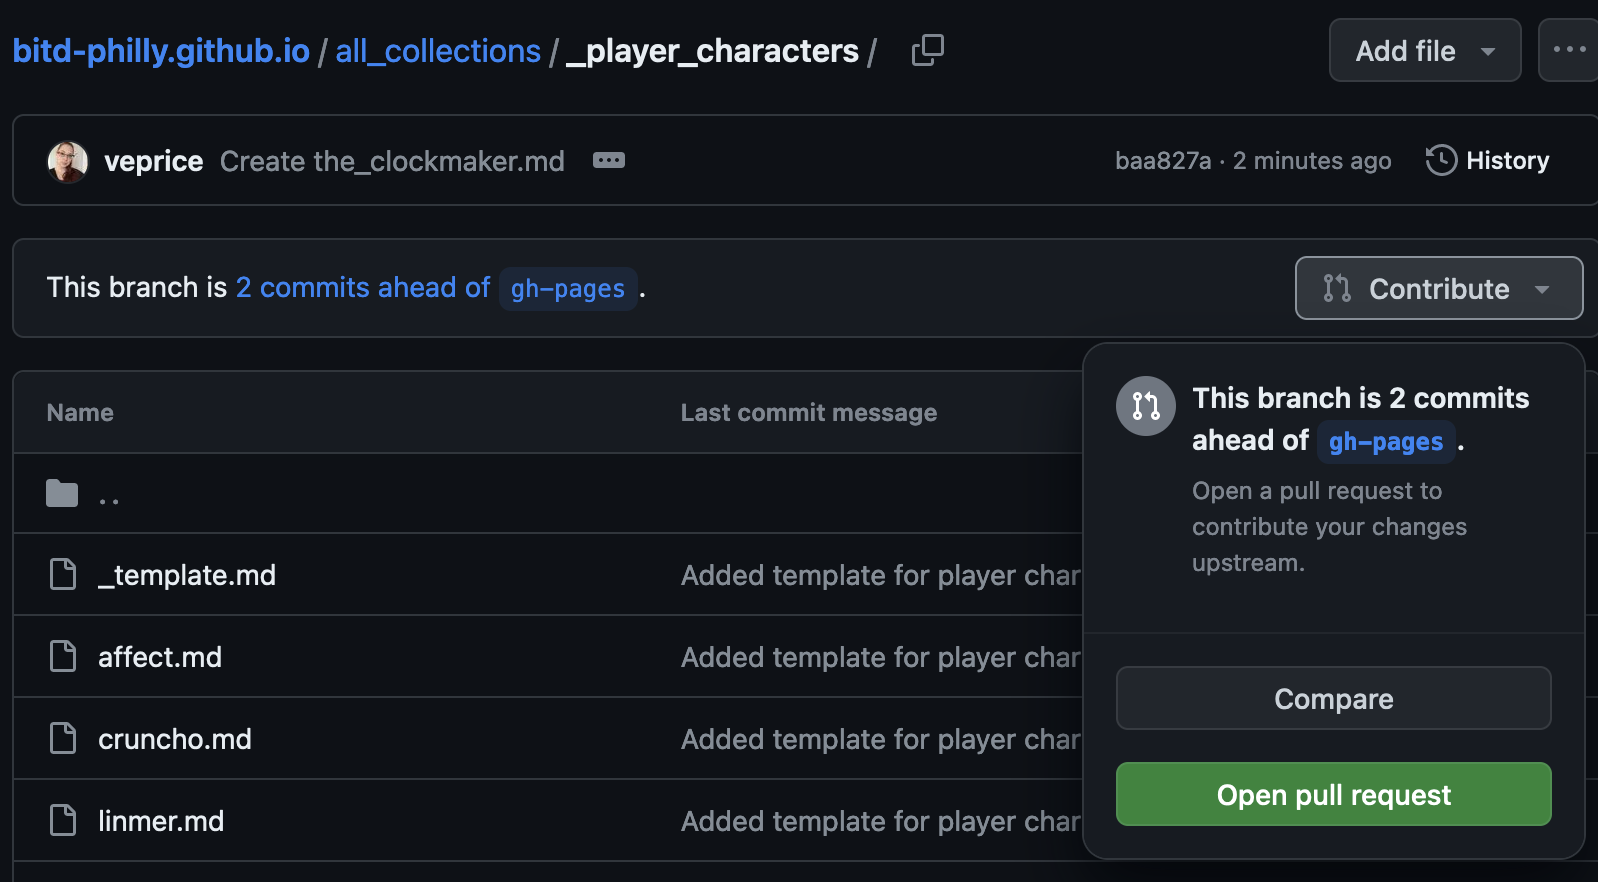 bitd-philly.github.io / all_collections / _player_characters /
Add file
veprice Create the_clockmaker.md
baa827a · 2 minutes ago
History
This branch is 2 commits ahead of gh-pages .
Contribute
This branch is 2 commits
ahead of gh-pages .
Open a pull request to
contribute your changes
upstream.
Compare
Open pull request
Name
Last commit message
..
_template.md
Added template for player char
affect.md
Added template for player char
cruncho.md
Added template for player char
linmer.md
Added template for player char